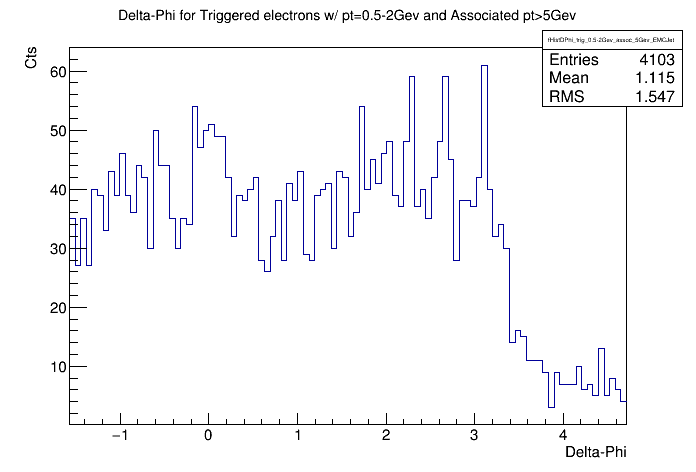 Delta-Phi for Triggered electrons w/ pt=0.5-2Gev and Associated pt>5Gev
fHistDPhi_trig_0.5-2Gev_assoc_5Gev_EMCJet
Entries 4103
Mean 1.115
RMS 1.547
Cts
60
50
40
30
20
10
−1 0 1 2 3 4
Delta-Phi